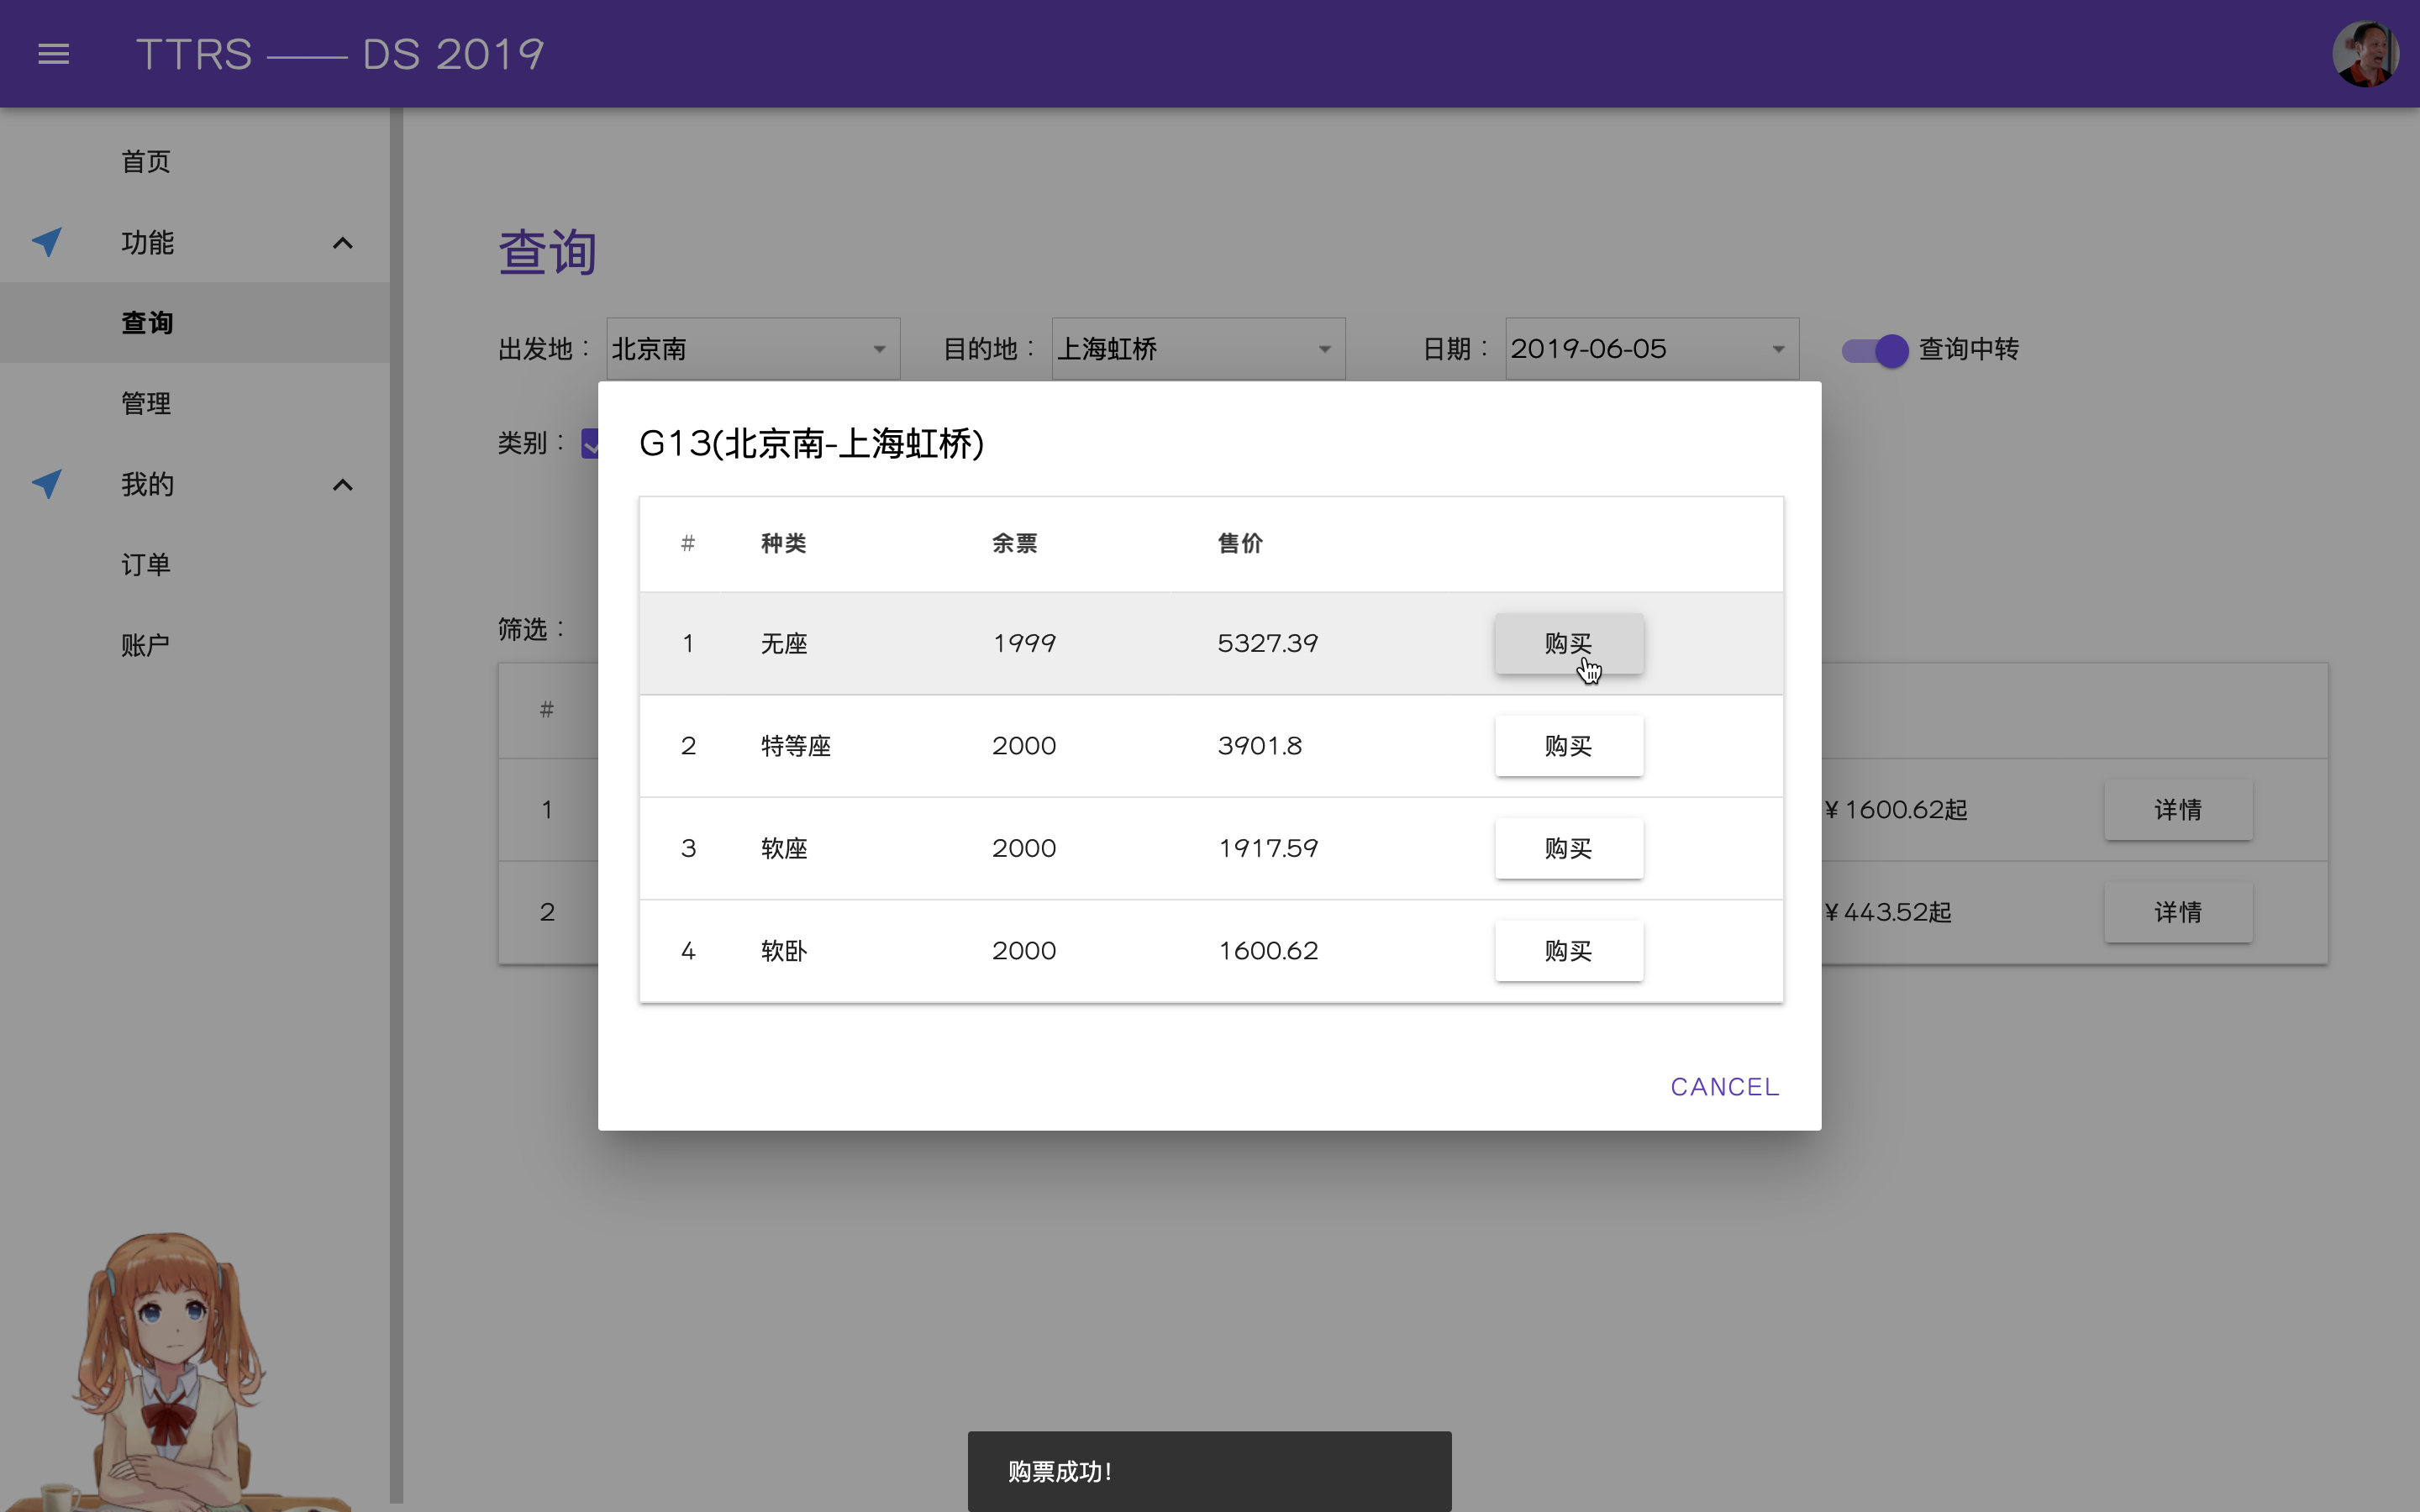 TTRS —— DS 2019
首页
功能
查询
管理
我的
订单
账户
查询
出发地： 北京南 目的地： 上海虹桥 日期： 2019-06-05 查询中转
类别：
筛选：
#
1 ¥1600.62起 详情
2 ¥443.52起 详情
G13(北京南-上海虹桥)
# 种类 余票 售价
1 无座 1999 5327.39 购买
2 特等座 2000 3901.8 购买
3 软座 2000 1917.59 购买
4 软卧 2000 1600.62 购买
CANCEL
购票成功！